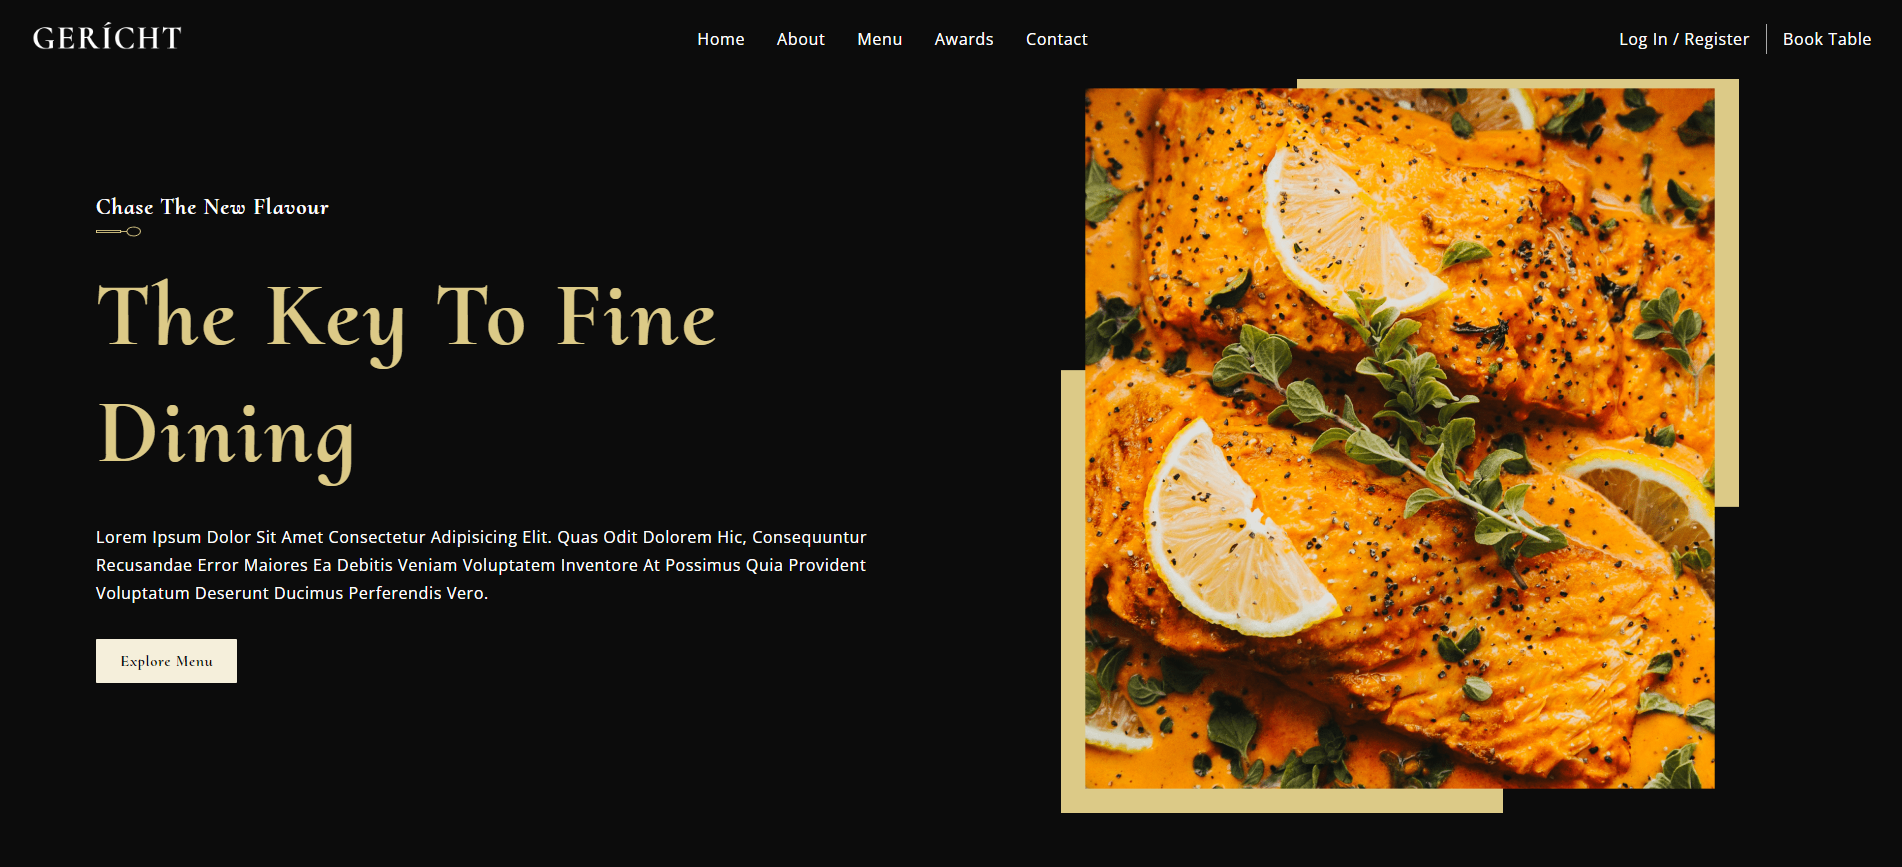 GERÍCHT
Home About Menu Awards Contact
Log In / Register Book Table
Chase The New Flavour
The Key To Fine
Dining
Lorem Ipsum Dolor Sit Amet Consectetur Adipisicing Elit. Quas Odit Dolorem Hic, Consequuntur
Recusandae Error Maiores Ea Debitis Veniam Voluptatem Inventore At Possimus Quia Provident
Voluptatum Deserunt Ducimus Perferendis Vero.
Explore Menu